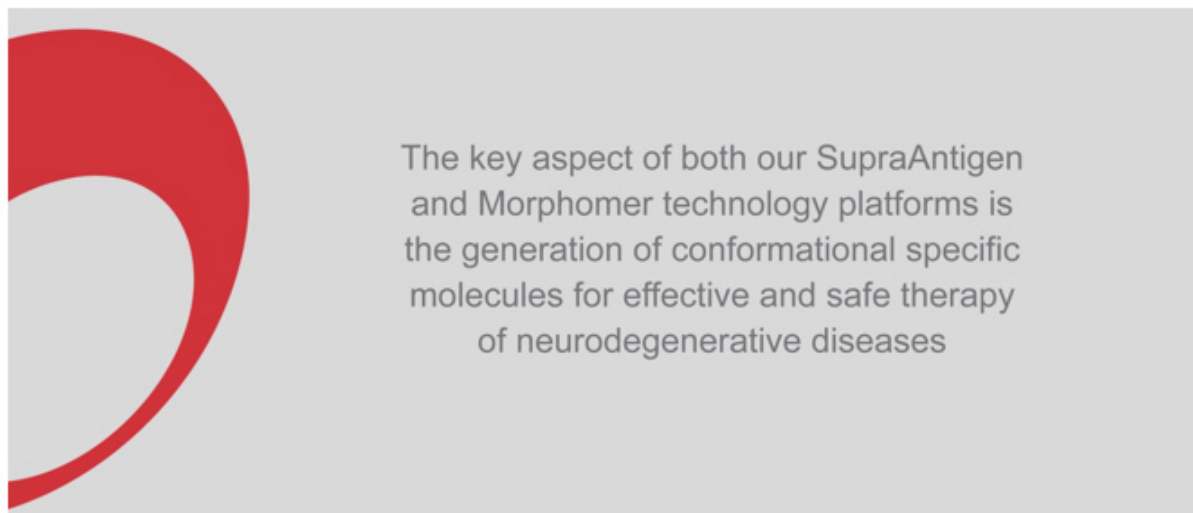 The key aspect of both our SupraAntigen
and Morphomer technology platforms is
the generation of conformational specific
molecules for effective and safe therapy
of neurodegenerative diseases